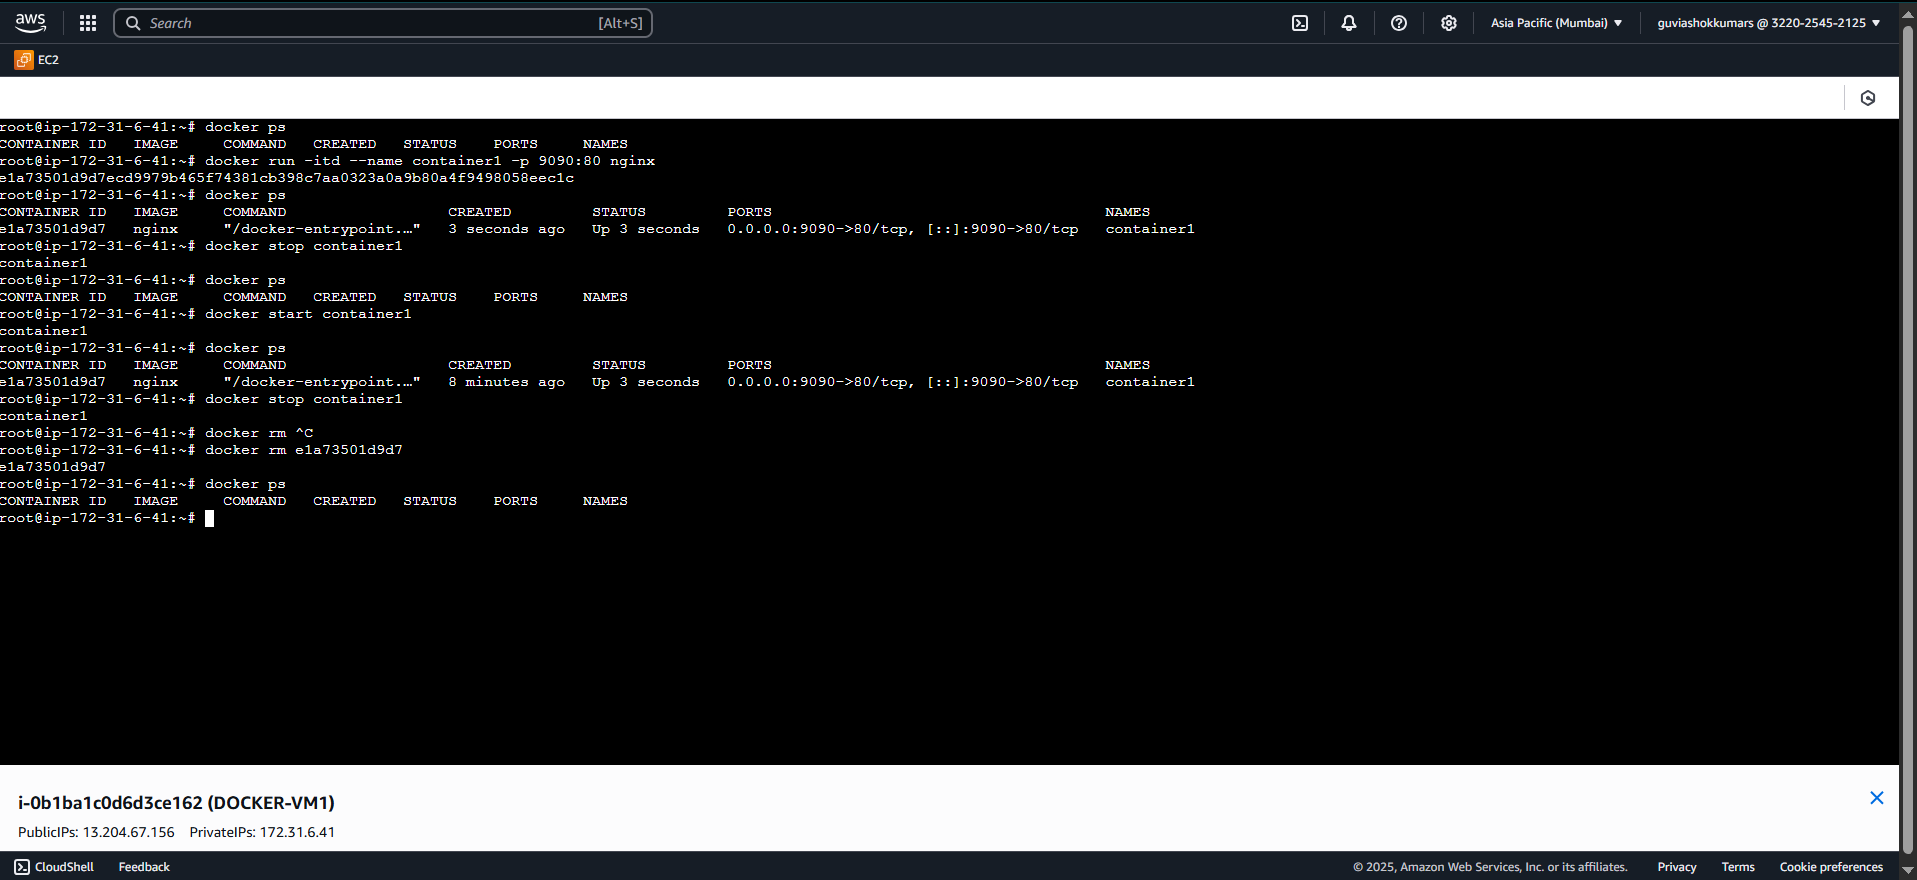 aws
Search [Alt+S]
Asia Pacific (Mumbai) guviashokkumars @ 3220-2545-2125
EC2
root@ip-172-31-6-41:~# docker ps
CONTAINER ID IMAGE COMMAND CREATED STATUS PORTS NAMES
root@ip-172-31-6-41:~# docker run -itd --name container1 -p 9090:80 nginx
e1a73501d9d7ecd9979b465f74381cb398c7aa0323a0a9b80a4f9498058eec1c
root@ip-172-31-6-41:~# docker ps
CONTAINER ID IMAGE COMMAND CREATED STATUS PORTS NAMES
e1a73501d9d7 nginx "/docker-entrypoint.…" 3 seconds ago Up 3 seconds 0.0.0.0:9090->80/tcp, [::]:9090->80/tcp container1
root@ip-172-31-6-41:~# docker stop container1
container1
root@ip-172-31-6-41:~# docker ps
CONTAINER ID IMAGE COMMAND CREATED STATUS PORTS NAMES
root@ip-172-31-6-41:~# docker start container1
container1
root@ip-172-31-6-41:~# docker ps
CONTAINER ID IMAGE COMMAND CREATED STATUS PORTS NAMES
e1a73501d9d7 nginx "/docker-entrypoint.…" 8 minutes ago Up 3 seconds 0.0.0.0:9090->80/tcp, [::]:9090->80/tcp container1
root@ip-172-31-6-41:~# docker stop container1
container1
root@ip-172-31-6-41:~# docker rm ^C
root@ip-172-31-6-41:~# docker rm e1a73501d9d7
e1a73501d9d7
root@ip-172-31-6-41:~# docker ps
CONTAINER ID IMAGE COMMAND CREATED STATUS PORTS NAMES
root@ip-172-31-6-41:~#
i-0b1ba1c0d6d3ce162 (DOCKER-VM1)
PublicIPs: 13.204.67.156 PrivateIPs: 172.31.6.41
CloudShell Feedback © 2025, Amazon Web Services, Inc. or its affiliates. Privacy Terms Cookie preferences